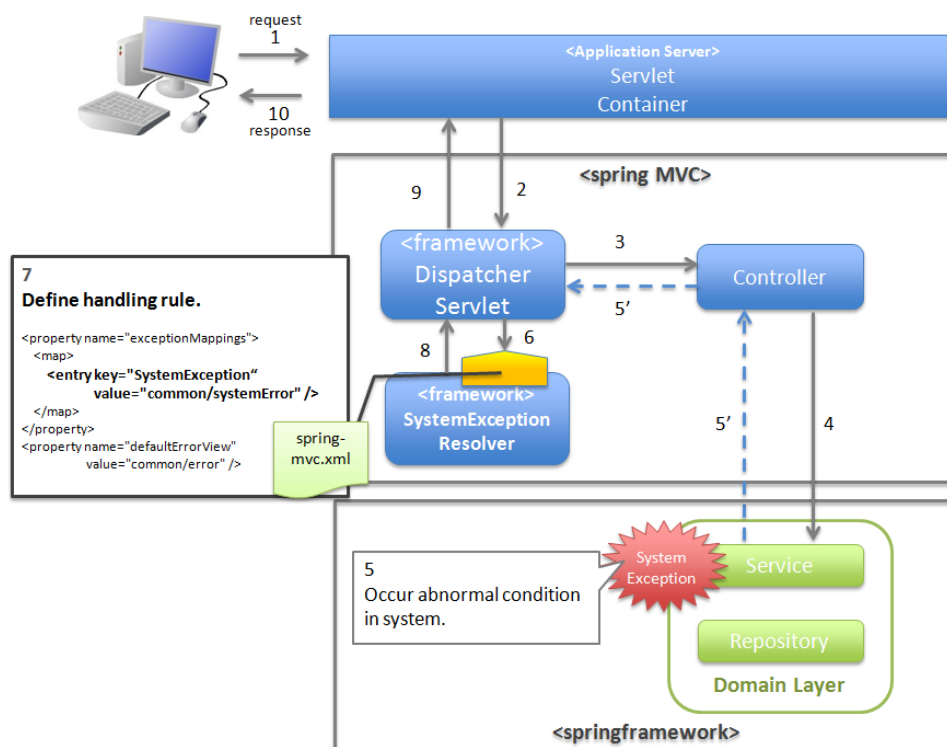 request
1
10
response
<Application Server>
Servlet
Container
<spring MVC>
9
2
<framework>
Dispatcher
Servlet
3
5'
Controller
7
Define handling rule.
<property name="exceptionMappings">
<map>
<entry key="SystemException“
value="common/systemError" />
</map>
</property>
<property name="defaultErrorView"
value="common/error" />
spring-
mvc.xml
8
6
<framework>
SystemException
Resolver
5'
4
5
Occur abnormal condition
in system.
System
Exception
Service
Repository
Domain Layer
<springframework>